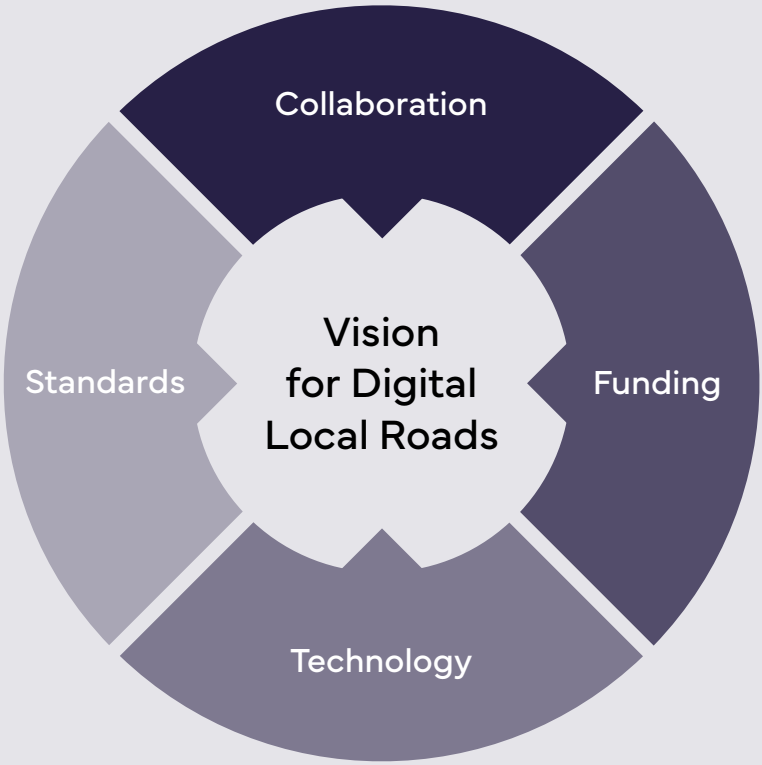 Collaboration
Vision
for Digital
Local Roads
Standards
Funding
Technology